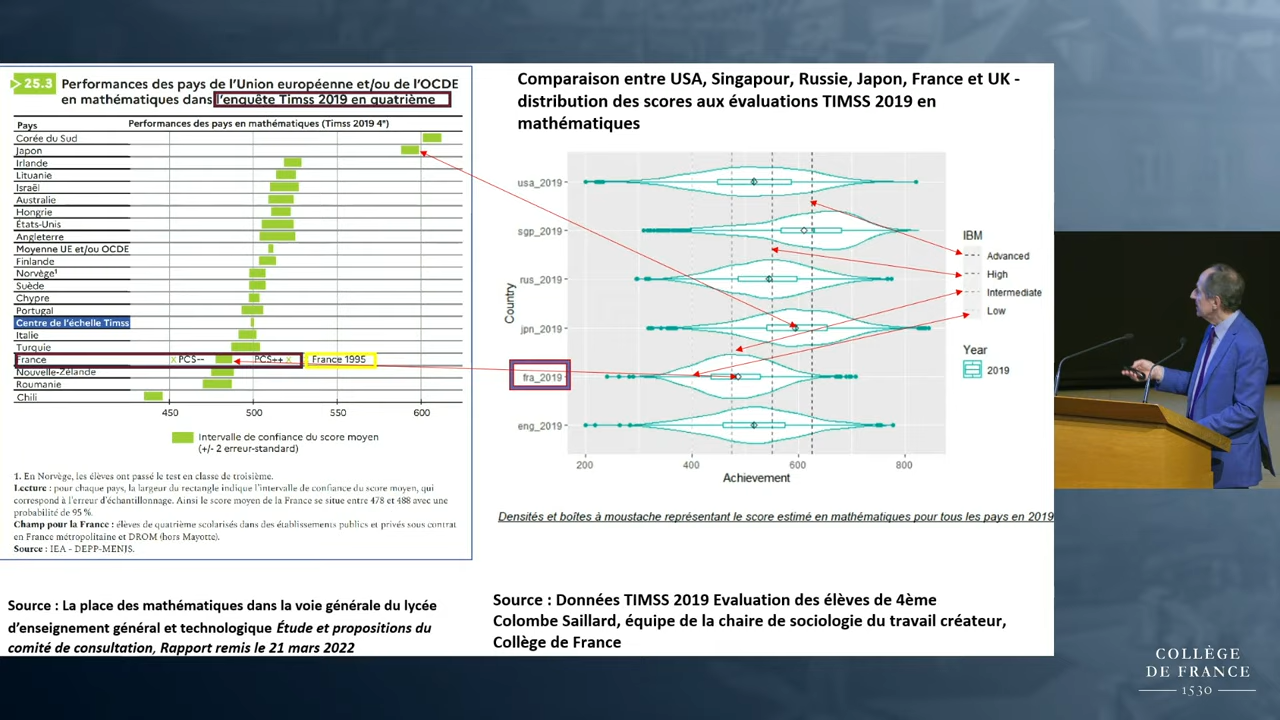 > 25.3 Performances des pays de l'Union européenne et/ou de l'OCDE
en mathématiques dans l'enquête Timss 2019 en quatrième
Pays
Performances des pays en mathématiques (Timss 2019 4e)
Corée du Sud
Japon
Irlande
Lituanie
Israël
Australie
Hongrie
États-Unis
Angleterre
Moyenne UE et/ou OCDE
Finlande
Norvège¹
Suède
Chypre
Portugal
Centre de l'échelle Timss
Italie
Turquie
France
X PCS--
PCS++ X
France 1995
Nouvelle-Zélande
Roumanie
Chili
450
500
550
600
Intervalle de confiance du score moyen
(+/- 2 erreur-standard)
1. En Norvège, les élèves ont passé le test en classe de troisième.
Lecture : pour chaque pays, la largeur du rectangle indique l'intervalle de confiance du score moyen, qui
correspond à l'erreur d'échantillonnage. Ainsi le score moyen de la France se situe entre 478 et 488 avec une
probabilité de 95 %.
Champ pour la France : élèves de quatrième scolarisés dans des établissements publics et privés sous contrat
en France métropolitaine et DROM (hors Mayotte).
Source : IEA - DEPP-MENJS.
Source : La place des mathématiques dans la voie générale du lycée
d'enseignement général et technologique Étude et propositions du
comité de consultation, Rapport remis le 21 mars 2022
Comparaison entre USA, Singapour, Russie, Japon, France et UK -
distribution des scores aux évaluations TIMSS 2019 en
mathématiques
Country
usa_2019
sgp_2019
rus_2019
jpn_2019
fra_2019
eng_2019
200
400
600
800
Achievement
IBM
Advanced
High
Intermediate
Low
Year
2019
Densités et boîtes à moustache représentant le score estimé en mathématiques pour tous les pays en 2019
Source : Données TIMSS 2019 Evaluation des élèves de 4ème
Colombe Saillard, équipe de la chaire de sociologie du travail créateur,
Collège de France
COLLÈGE
DE FRANCE
1530